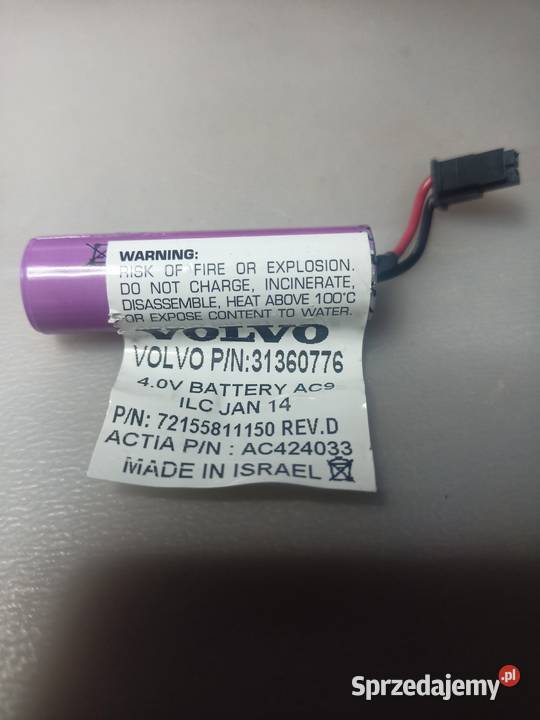 WARNING:
RISK OF FIRE OR EXPLOSION.
DO NOT CHARGE, INCINERATE,
DISASSEMBLE, HEAT ABOVE 100°C
OR EXPOSE CONTENT TO WATER.
VOLVO
VOLVO P/N:31360776
4.0V BATTERY AC9
ILC JAN 14
P/N: 72155811150 REV.D
ACTIA P/N : AC424033
MADE IN ISRAEL
Sprzedajemy.pl